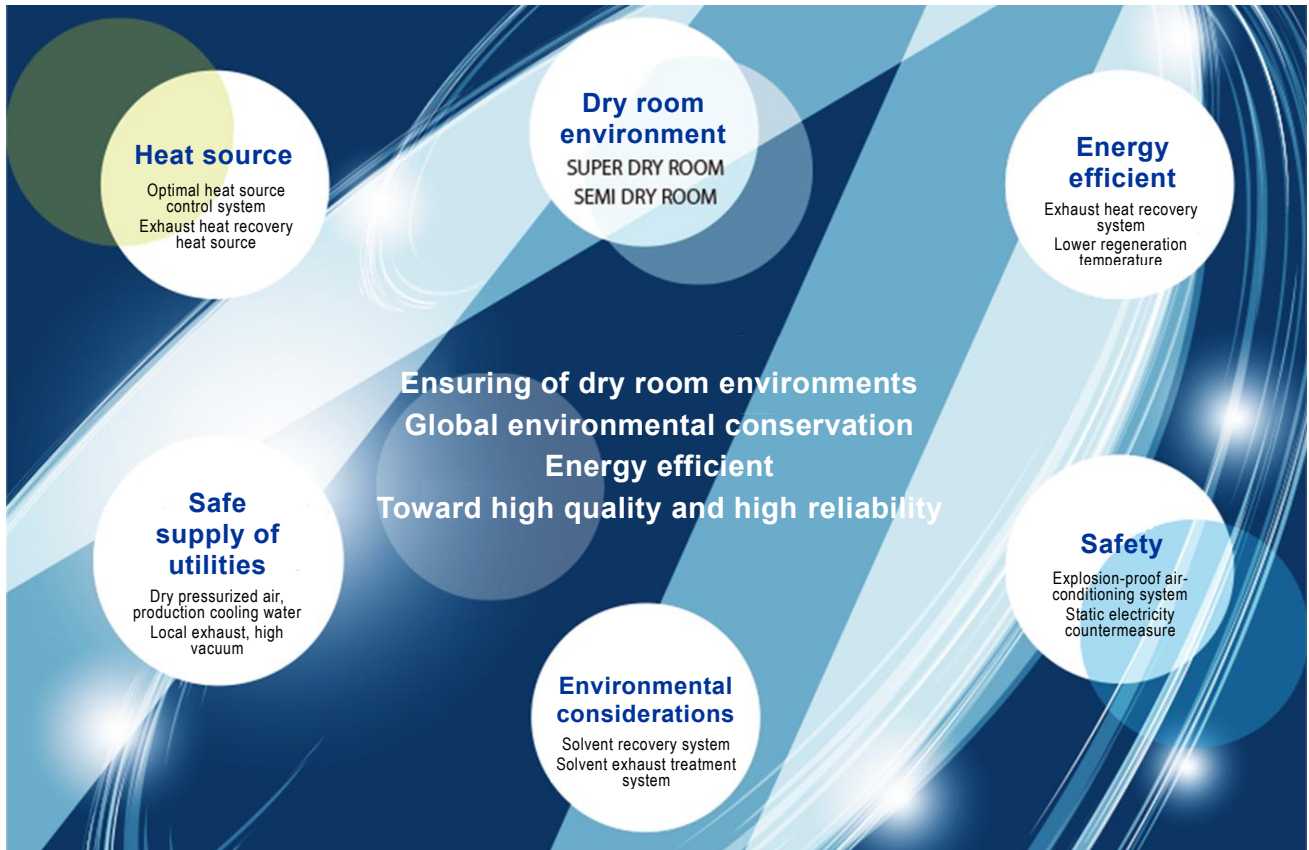 Heat source
Optimal heat source
control system
Exhaust heat recovery
heat source
Dry room
environment
SUPER DRY ROOM
SEMI DRY ROOM
Energy
efficient
Exhaust heat recovery
system
Lower regeneration
temperature
Ensuring of dry room environments
Global environmental conservation
Energy efficient
Toward high quality and high reliability
Safe
supply of
utilities
Dry pressurized air,
production cooling water
Local exhaust, high
vacuum
Environmental
considerations
Solvent recovery system
Solvent exhaust treatment
system
Safety
Explosion-proof air-
conditioning system
Static electricity
countermeasure